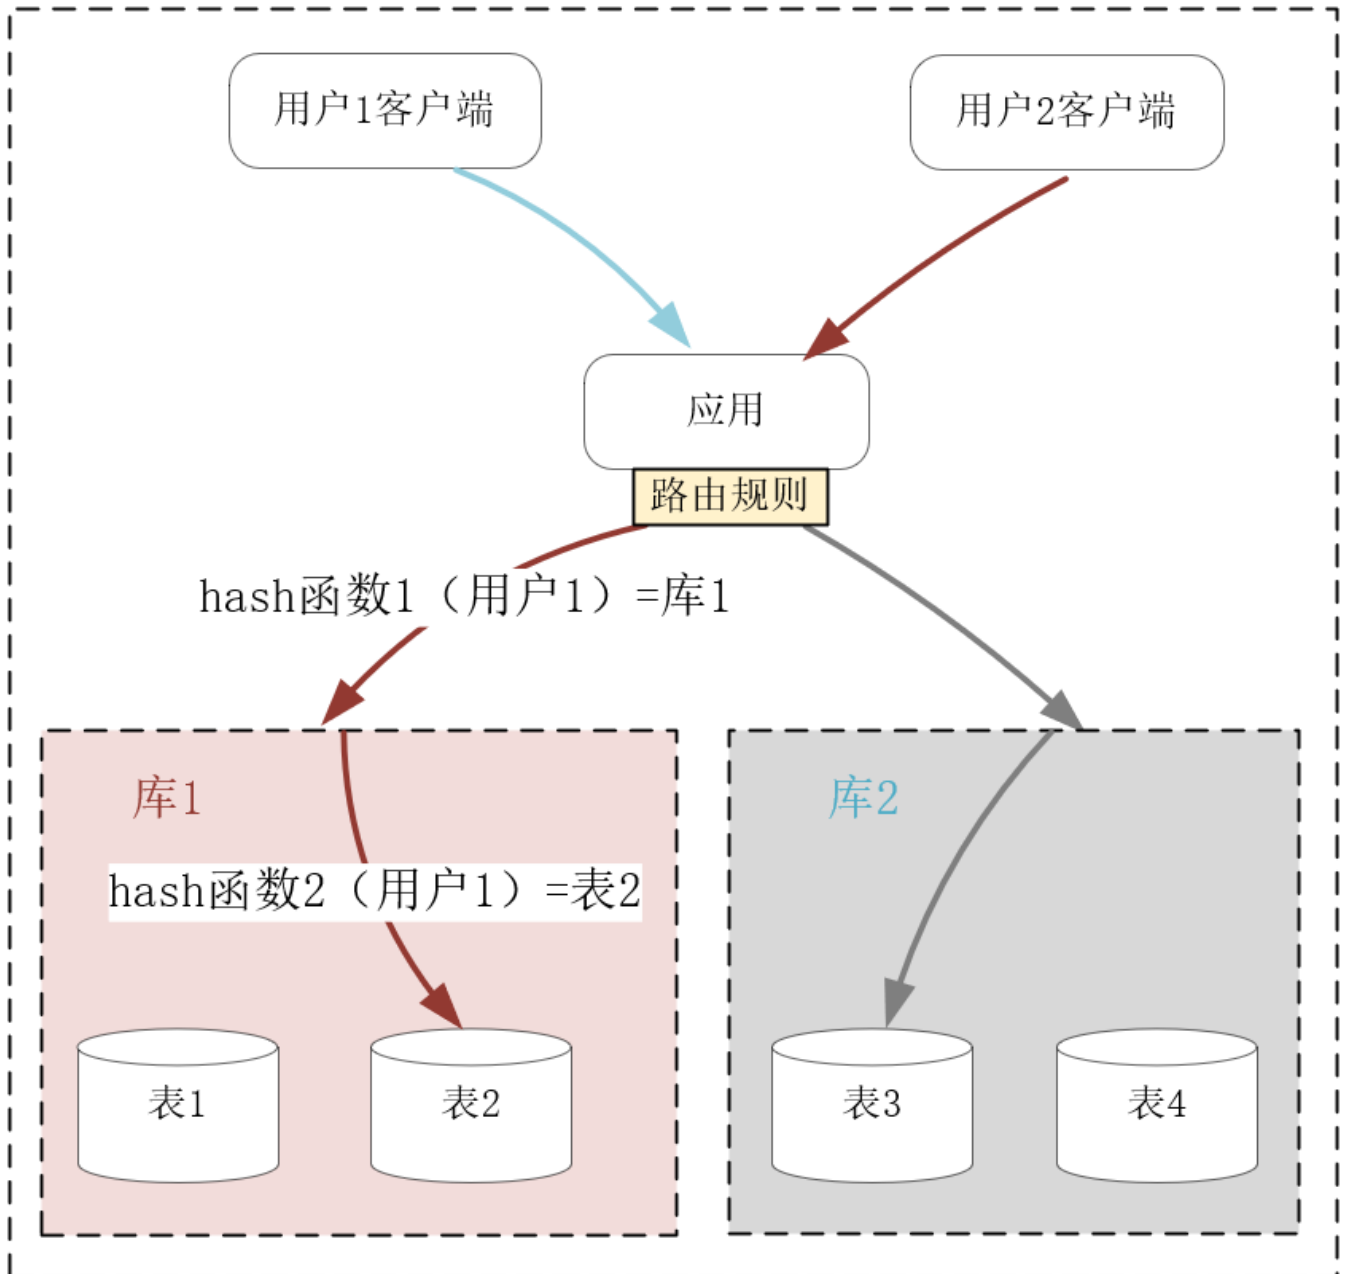 用户1客户端
用户2客户端
应用
路由规则
hash函数1（用户1）=库1
库1
库2
hash函数2（用户1）=表2
表1
表2
表3
表4